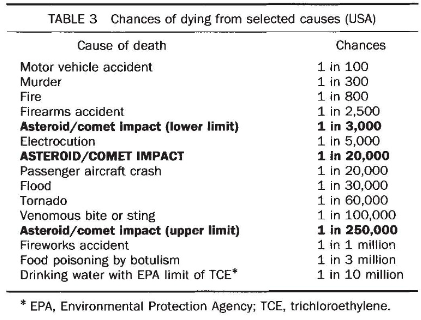 TABLE 3 Chances of dying from selected causes (USA)
Cause of death Chances
Motor vehicle accident 1 in 100
Murder 1 in 300
Fire 1 in 800
Firearms accident 1 in 2,500
Asteroid/comet impact (lower limit) 1 in 3,000
Electrocution 1 in 5,000
ASTEROID/COMET IMPACT 1 in 20,000
Passenger aircraft crash 1 in 20,000
Flood 1 in 30,000
Tornado 1 in 60,000
Venomous bite or sting 1 in 100,000
Asteroid/comet impact (upper limit) 1 in 250,000
Fireworks accident 1 in 1 million
Food poisoning by botulism 1 in 3 million
Drinking water with EPA limit of TCE* 1 in 10 million
* EPA, Environmental Protection Agency; TCE, trichloroethylene.